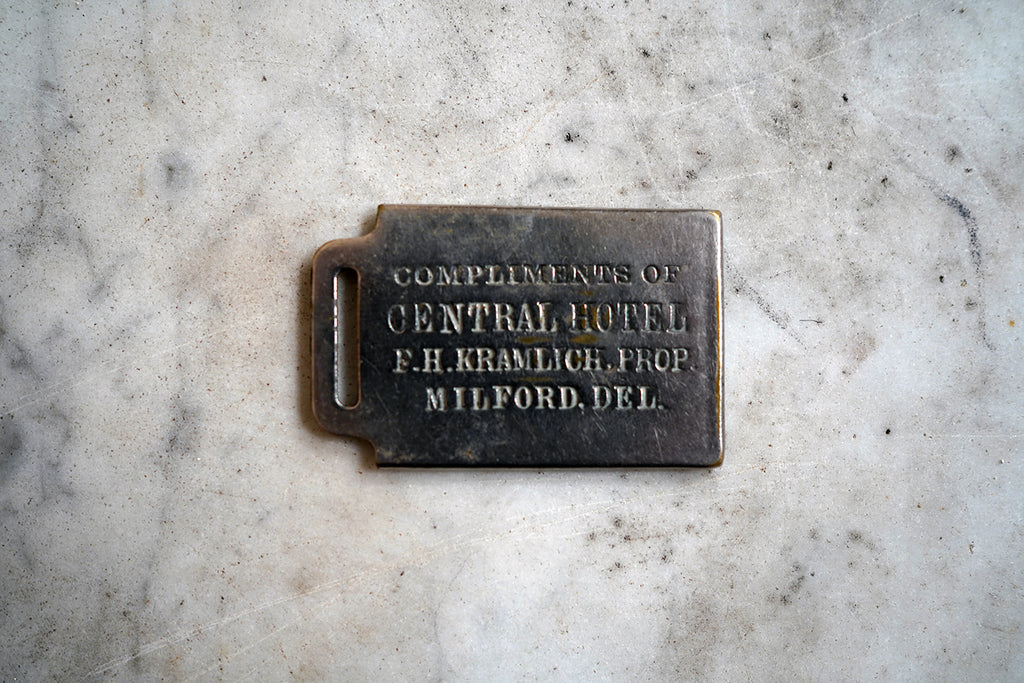 COMPLIMENTS OF
CENTRAL HOTEL
F.H. KRAMLICH, PROP.
MILFORD, DEL.